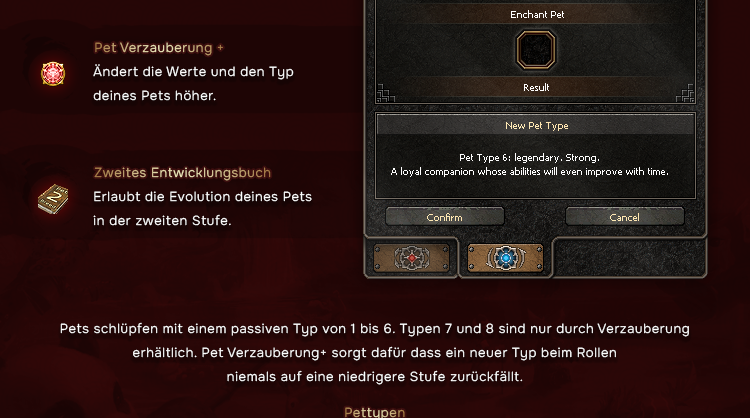 Enchant Pet
Pet Verzauberung +
Ändert die Werte und den Typ
deines Pets höher.
Result
New Pet Type
Pet Type 6: legendary. Strong.
A loyal companion whose abilities will even improve with time.
Zweites Entwicklungsbuch
Erlaubt die Evolution deines Pets
in der zweiten Stufe.
Confirm
Cancel
Pets schlüpfen mit einem passiven Typ von 1 bis 6. Typen 7 und 8 sind nur durch Verzauberung
erhältlich. Pet Verzauberung+ sorgt dafür dass ein neuer Typ beim Rollen
niemals auf eine niedrigere Stufe zurückfällt.
Pettypen